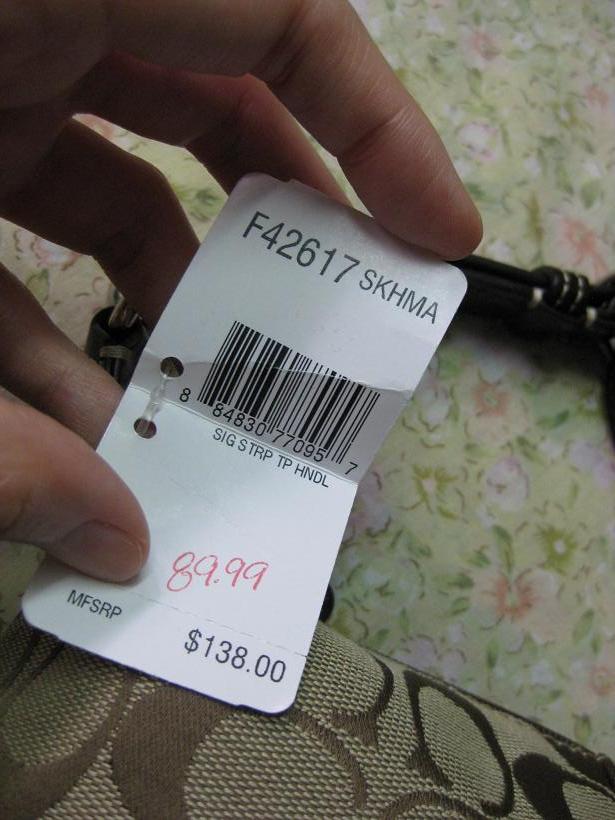 F42617 SKHMA
8 84830 77095 7
SIG STRP TP HNDL
89.99
MFSRP
$138.00